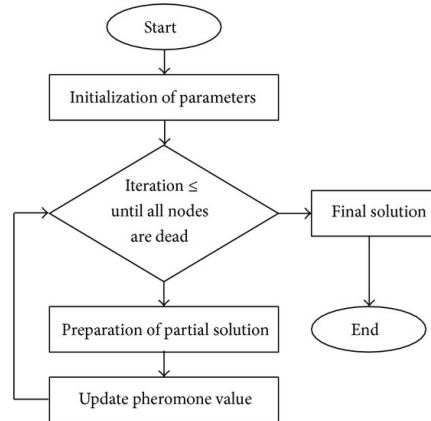 Start
Initialization of parameters
Iteration ≤
until all nodes
are dead
Final solution
Preparation of partial solution
End
Update pheromone value